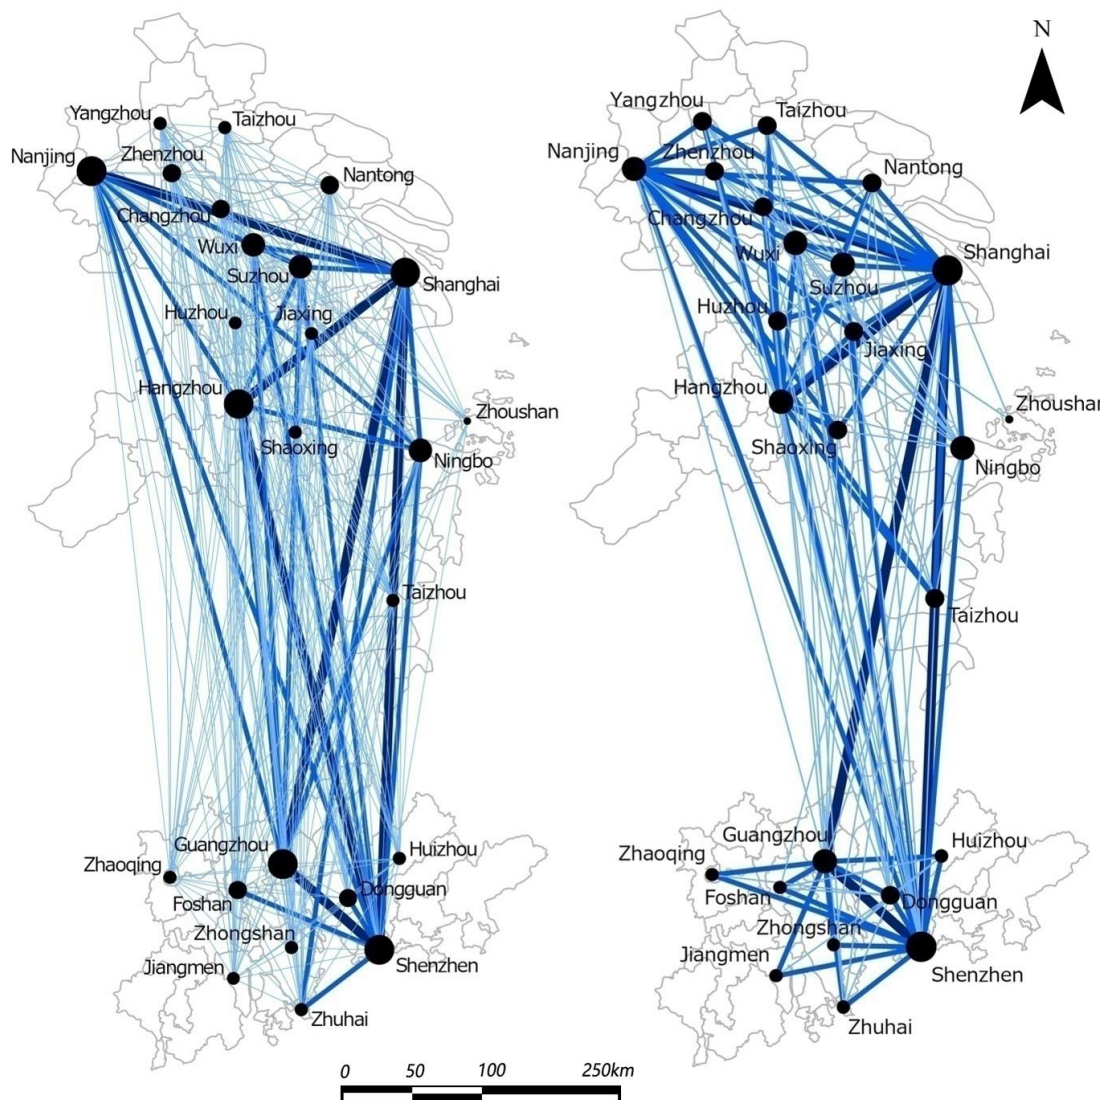 N
Yangzhou
Taizhou
Nanjing
Zhenzhou
Nantong
Changzhou
Wuxi
Suzhou
Shanghai
Huzhou
Jiaxing
Hangzhou
Zhoushan
Shaoxing
Ningbo
Taizhou
Guangzhou
Huizhou
Zhaoqing
Dongguan
Foshan
Zhongshan
Jiangmen
Shenzhen
Zhuhai
Yangzhou
Taizhou
Nanjing
Zhenzhou
Nantong
Changzhou
Wuxi
Shanghai
Suzhou
Huzhou
Jiaxing
Hangzhou
Zhoushan
Shaoxing
Ningbo
Taizhou
Guangzhou
Huizhou
Zhaoqing
Foshan
Dongguan
Zhongshan
Jiangmen
Shenzhen
Zhuhai
0 50 100 250km